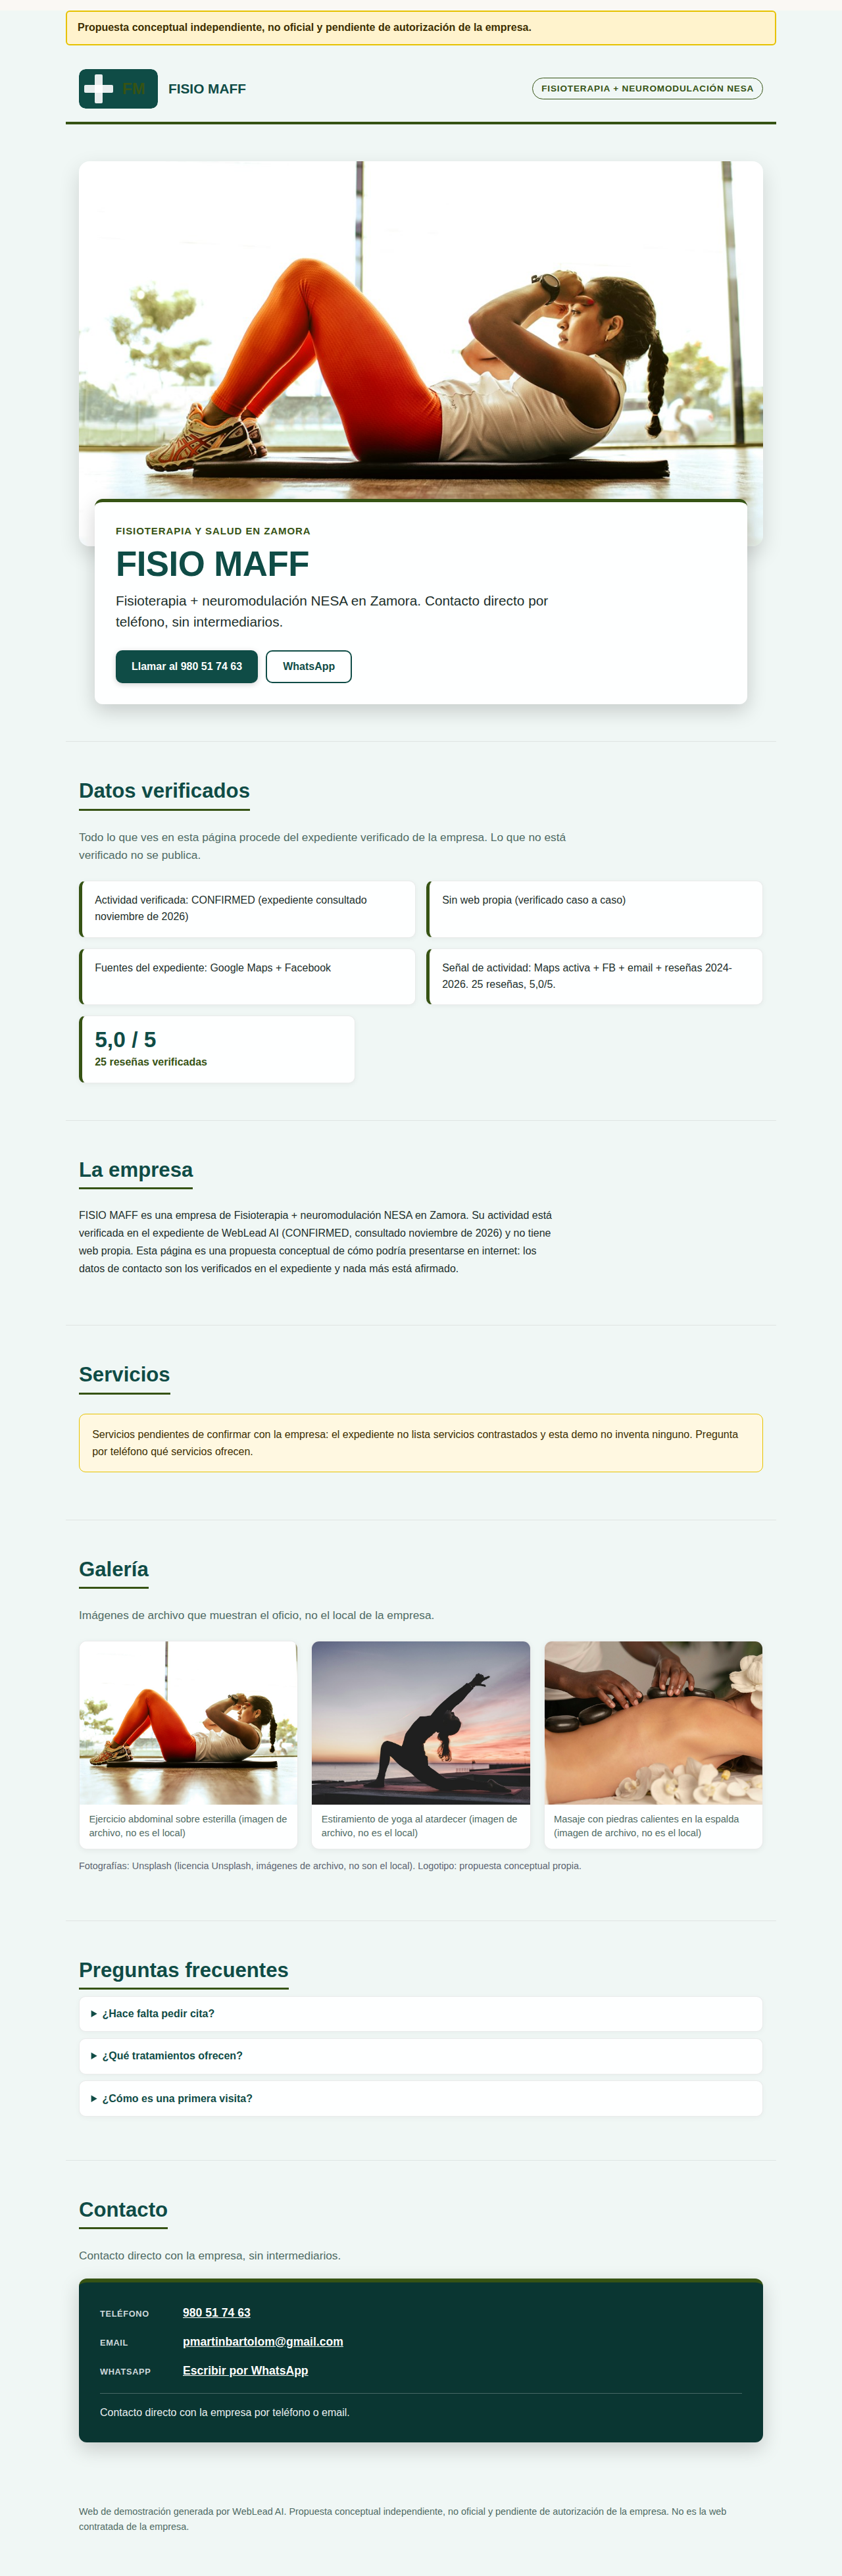 Propuesta conceptual independiente, no oficial y pendiente de autorización de la empresa.
FM
FISIO MAFF
FISIOTERAPIA + NEUROMODULACIÓN NESA
FISIOTERAPIA Y SALUD EN ZAMORA
FISIO MAFF
Fisioterapia + neuromodulación NESA en Zamora. Contacto directo por
teléfono, sin intermediarios.
Llamar al 980 51 74 63
WhatsApp
Datos verificados
Todo lo que ves en esta página procede del expediente verificado de la empresa. Lo que no está
verificado no se publica.
Actividad verificada: CONFIRMED (expediente consultado
noviembre de 2026)
Sin web propia (verificado caso a caso)
Fuentes del expediente: Google Maps + Facebook
Señal de actividad: Maps activa + FB + email + reseñas 2024-
2026. 25 reseñas, 5,0/5.
5,0 / 5
25 reseñas verificadas
La empresa
FISIO MAFF es una empresa de Fisioterapia + neuromodulación NESA en Zamora. Su actividad está
verificada en el expediente de WebLead AI (CONFIRMED, consultado noviembre de 2026) y no tiene
web propia. Esta página es una propuesta conceptual de cómo podría presentarse en internet: los
datos de contacto son los verificados en el expediente y nada más está afirmado.
Servicios
Servicios pendientes de confirmar con la empresa: el expediente no lista servicios contrastados y esta demo no inventa ninguno. Pregunta
por teléfono qué servicios ofrecen.
Galería
Imágenes de archivo que muestran el oficio, no el local de la empresa.
Ejercicio abdominal sobre esterilla (imagen de
archivo, no es el local)
Estiramiento de yoga al atardecer (imagen de
archivo, no es el local)
Masaje con piedras calientes en la espalda
(imagen de archivo, no es el local)
Fotografías: Unsplash (licencia Unsplash, imágenes de archivo, no son el local). Logotipo: propuesta conceptual propia.
Preguntas frecuentes
¿Hace falta pedir cita?
¿Qué tratamientos ofrecen?
¿Cómo es una primera visita?
Contacto
Contacto directo con la empresa, sin intermediarios.
TELÉFONO 980 51 74 63
EMAIL pmartinbartolom@gmail.com
WHATSAPP Escribir por WhatsApp
Contacto directo con la empresa por teléfono o email.
Web de demostración generada por WebLead AI. Propuesta conceptual independiente, no oficial y pendiente de autorización de la empresa. No es la web
contratada de la empresa.